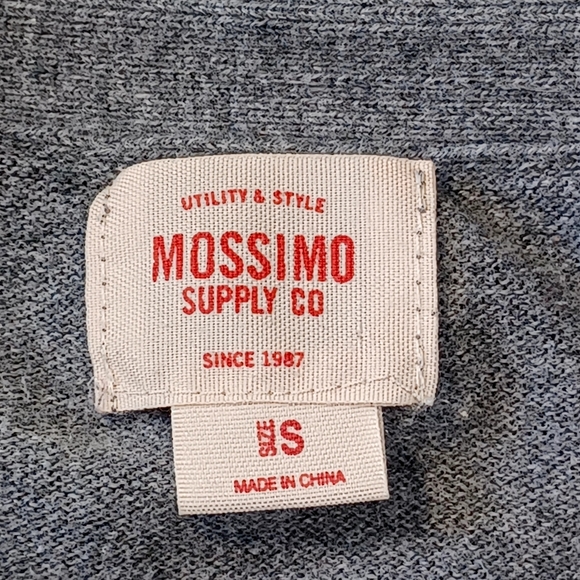 UTILITY & STYLE
MOSSIMO
SUPPLY CO
SINCE 1987
SIZE S
MADE IN CHINA